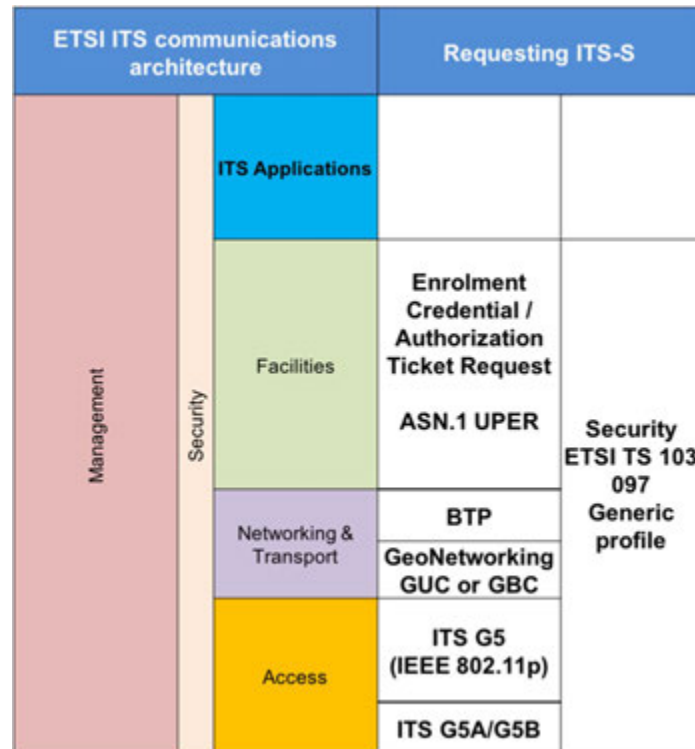 ETSI ITS communications
architecture
Requesting ITS-S
Management
Security
ITS Applications
Facilities
Enrolment
Credential /
Authorization
Ticket Request
ASN.1 UPER
Security
ETSI TS 103
097
Generic
profile
Networking &
Transport
BTP
GeoNetworking
GUC or GBC
Access
ITS G5
(IEEE 802.11p)
ITS G5A/G5B